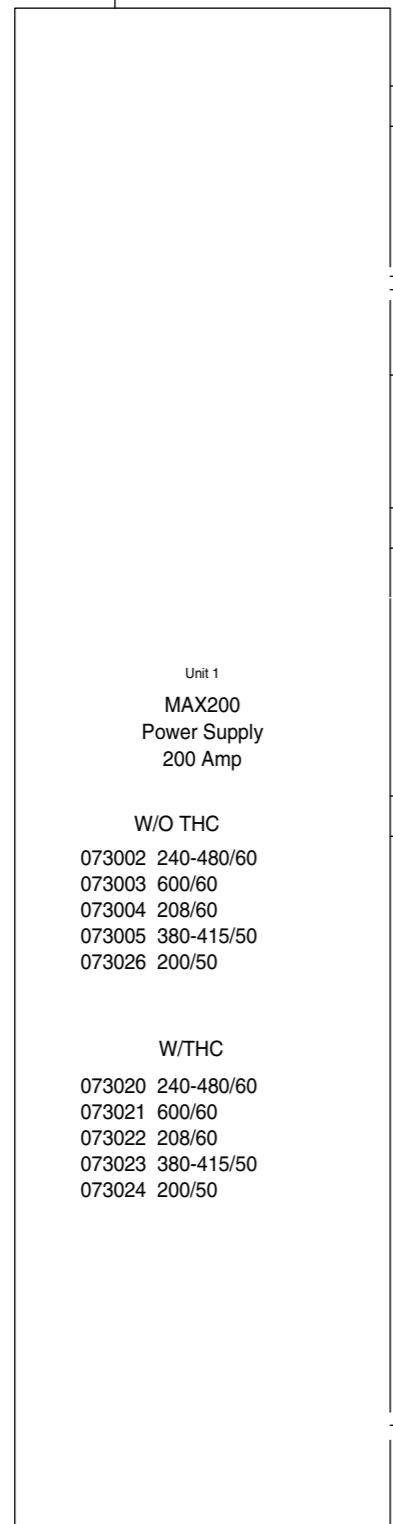 Unit 1
MAX200
Power Supply
200 Amp
W/O THC
073002 240-480/60
073003 600/60
073004 208/60
073005 380-415/50
073026 200/50
W/THC
073020 240-480/60
073021 600/60
073022 208/60
073023 380-415/50
073024 200/50